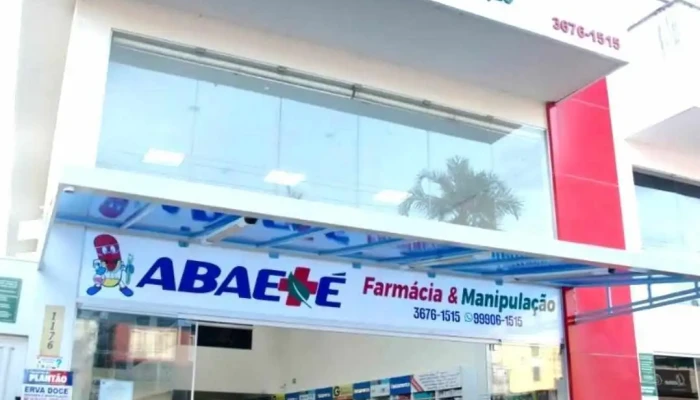 3676-1515
ABAETÉ Farmácia & Manipulação
3676-1515 99906-1515
1176
PLANTÃO
ERVA DOCE